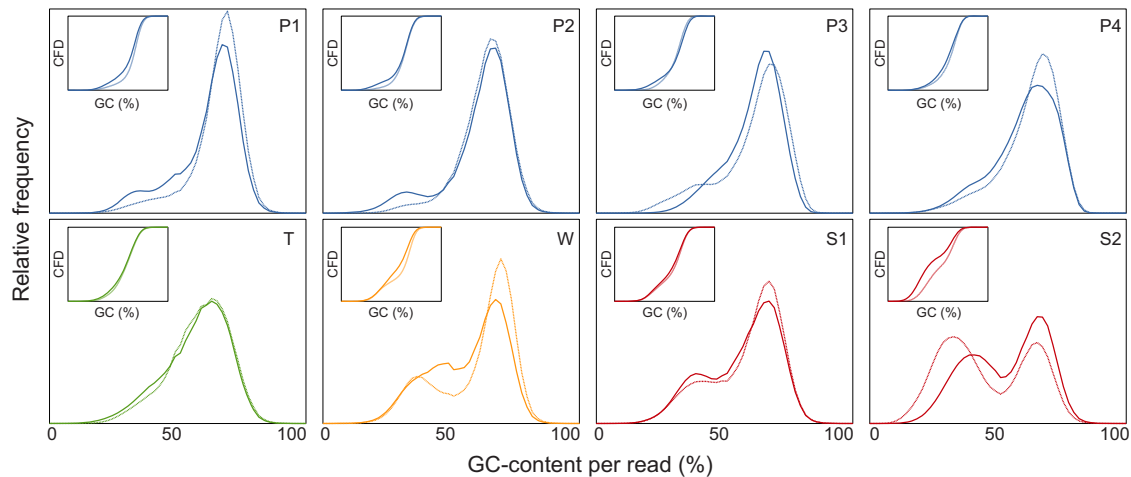 P1
CFD
GC (%)
P2
CFD
GC (%)
P3
CFD
GC (%)
P4
CFD
GC (%)
Relative frequency
T
CFD
GC (%)
W
CFD
GC (%)
S1
CFD
GC (%)
S2
CFD
GC (%)
0 50 100 0 50 100 0 50 100 0 50 100
GC-content per read (%)